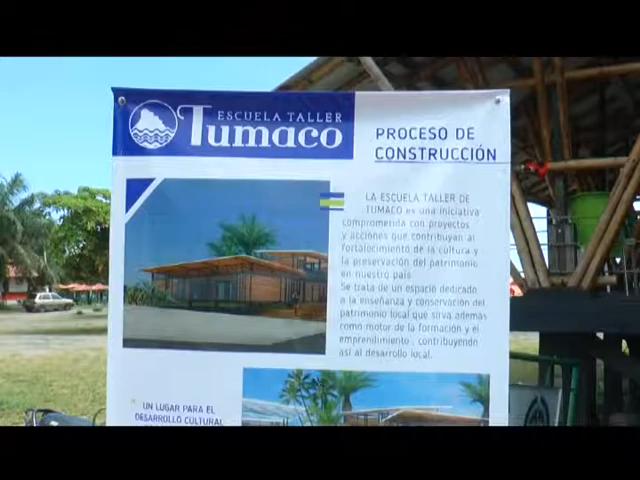 ESCUELA TALLER
Tumaco
PROCESO DE
CONSTRUCCIÓN
LA ESCUELA TALLER DE
TUMACO es una iniciativa
comprometida con proyectos
y acciones que contribuyan al
fortalecimiento de la cultura y
la preservación del patrimonio
en nuestro país.
Se trata de un espacio dedicado
a la enseñanza y conservación del
patrimonio local que sirva además
como motor de la formación y el
emprendimiento, contribuyendo
así al desarrollo local.
UN LUGAR PARA EL
DESARROLLO CULTURAL